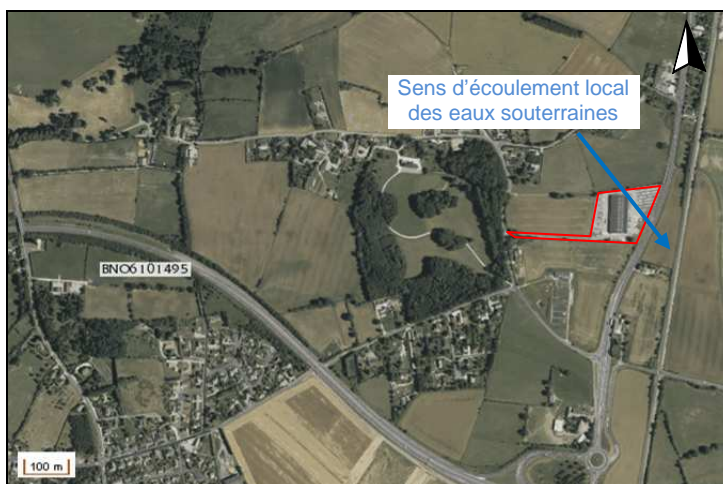 Sens d'écoulement local
des eaux souterraines
BNO6101495
100 m